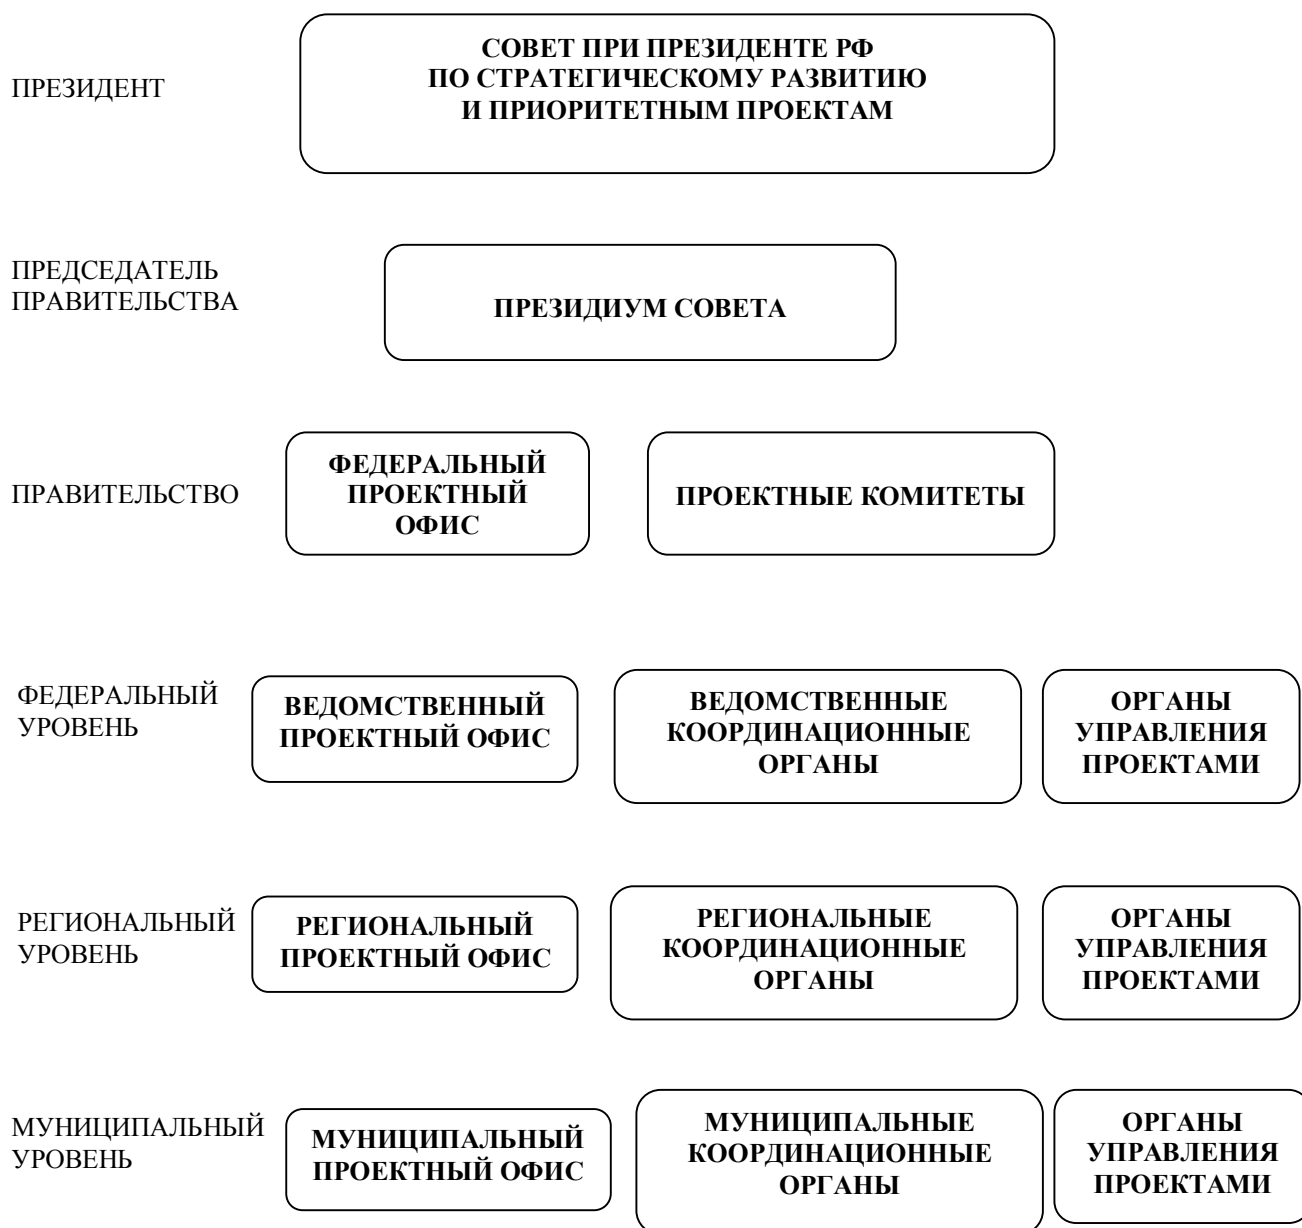 ПРЕЗИДЕНТ
СОВЕТ ПРИ ПРЕЗИДЕНТЕ РФ
ПО СТРАТЕГИЧЕСКОМУ РАЗВИТИЮ
И ПРИОРИТЕТНЫМ ПРОЕКТАМ
ПРЕДСЕДАТЕЛЬ
ПРАВИТЕЛЬСТВА
ПРЕЗИДИУМ СОВЕТА
ПРАВИТЕЛЬСТВО
ФЕДЕРАЛЬНЫЙ
ПРОЕКТНЫЙ
ОФИС
ПРОЕКТНЫЕ КОМИТЕТЫ
ФЕДЕРАЛЬНЫЙ
УРОВЕНЬ
ВЕДОМСТВЕННЫЙ
ПРОЕКТНЫЙ ОФИС
ВЕДОМСТВЕННЫЕ
КООРДИНАЦИОННЫЕ
ОРГАНЫ
ОРГАНЫ
УПРАВЛЕНИЯ
ПРОЕКТАМИ
РЕГИОНАЛЬНЫЙ
УРОВЕНЬ
РЕГИОНАЛЬНЫЙ
ПРОЕКТНЫЙ ОФИС
РЕГИОНАЛЬНЫЕ
КООРДИНАЦИОННЫЕ
ОРГАНЫ
ОРГАНЫ
УПРАВЛЕНИЯ
ПРОЕКТАМИ
МУНИЦИПАЛЬНЫЙ
УРОВЕНЬ
МУНИЦИПАЛЬНЫЙ
ПРОЕКТНЫЙ ОФИС
МУНИЦИПАЛЬНЫЕ
КООРДИНАЦИОННЫЕ
ОРГАНЫ
ОРГАНЫ
УПРАВЛЕНИЯ
ПРОЕКТАМИ